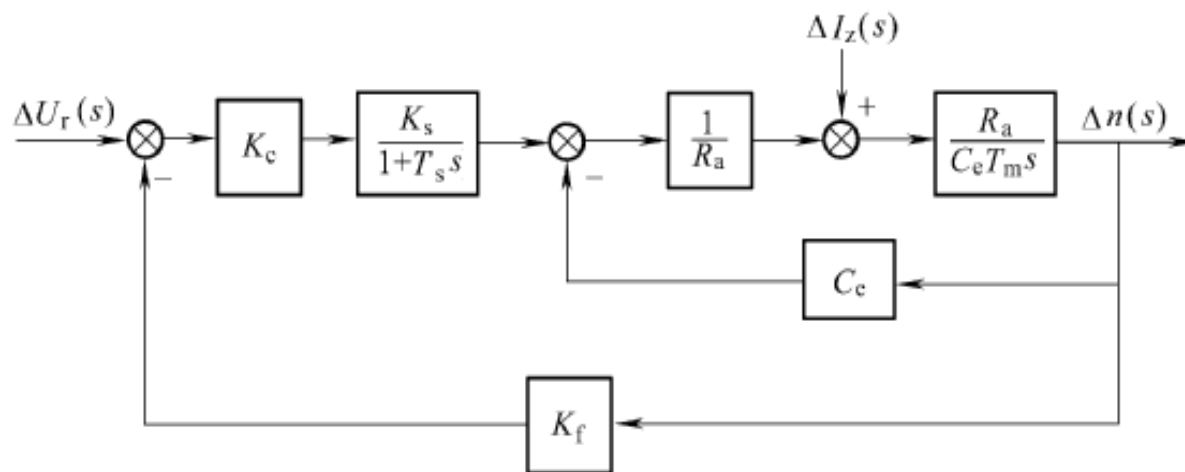 ΔI_z(s)
ΔU_r(s)
K_c
K_s
1+T_s s
1
R_a
+
R_a
C_e T_m s
Δn(s)
−
−
C_e
K_f